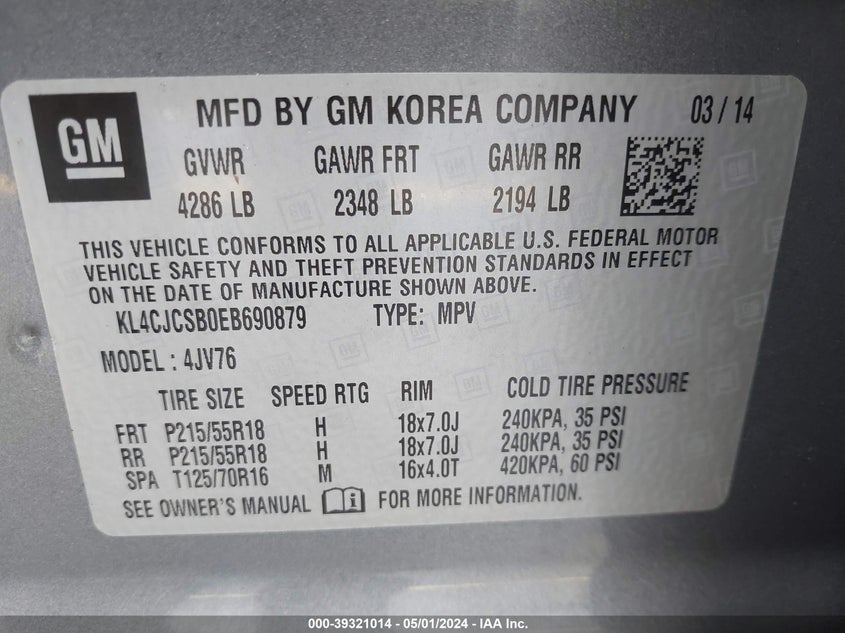 GM
MFD BY GM KOREA COMPANY 03 / 14
GVWR GAWR FRT GAWR RR
4286 LB 2348 LB 2194 LB
THIS VEHICLE CONFORMS TO ALL APPLICABLE U.S. FEDERAL MOTOR
VEHICLE SAFETY AND THEFT PREVENTION STANDARDS IN EFFECT
ON THE DATE OF MANUFACTURE SHOWN ABOVE.
KL4CJCSB0EB690879 TYPE: MPV
MODEL : 4JV76
TIRE SIZE SPEED RTG RIM COLD TIRE PRESSURE
FRT P215/55R18 H 18x7.0J 240KPA, 35 PSI
RR P215/55R18 H 18x7.0J 240KPA, 35 PSI
SPA T125/70R16 M 16x4.0T 420KPA, 60 PSI
SEE OWNER'S MANUAL FOR MORE INFORMATION.
000-39321014 - 05/01/2024 - IAA Inc.